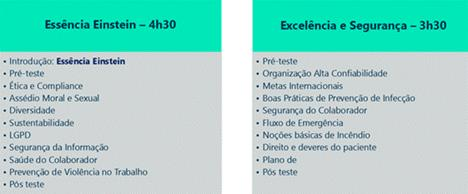 Essência Einstein – 4h30
• Introdução: Essência Einstein
• Pré-teste
• Ética e Compliance
• Assédio Moral e Sexual
• Diversidade
• Sustentabilidade
• LGPD
• Segurança da Informação
• Saúde do Colaborador
• Prevenção de Violência no Trabalho
• Pós teste
Excelência e Segurança – 3h30
• Pré-teste
• Organização Alta Confiabilidade
• Metas Internacionais
• Boas Práticas de Prevenção de Infecção
• Segurança do Colaborador
• Fluxo de Emergência
• Noções básicas de Incêndio
• Direito e deveres do paciente
• Plano de
• Pós teste